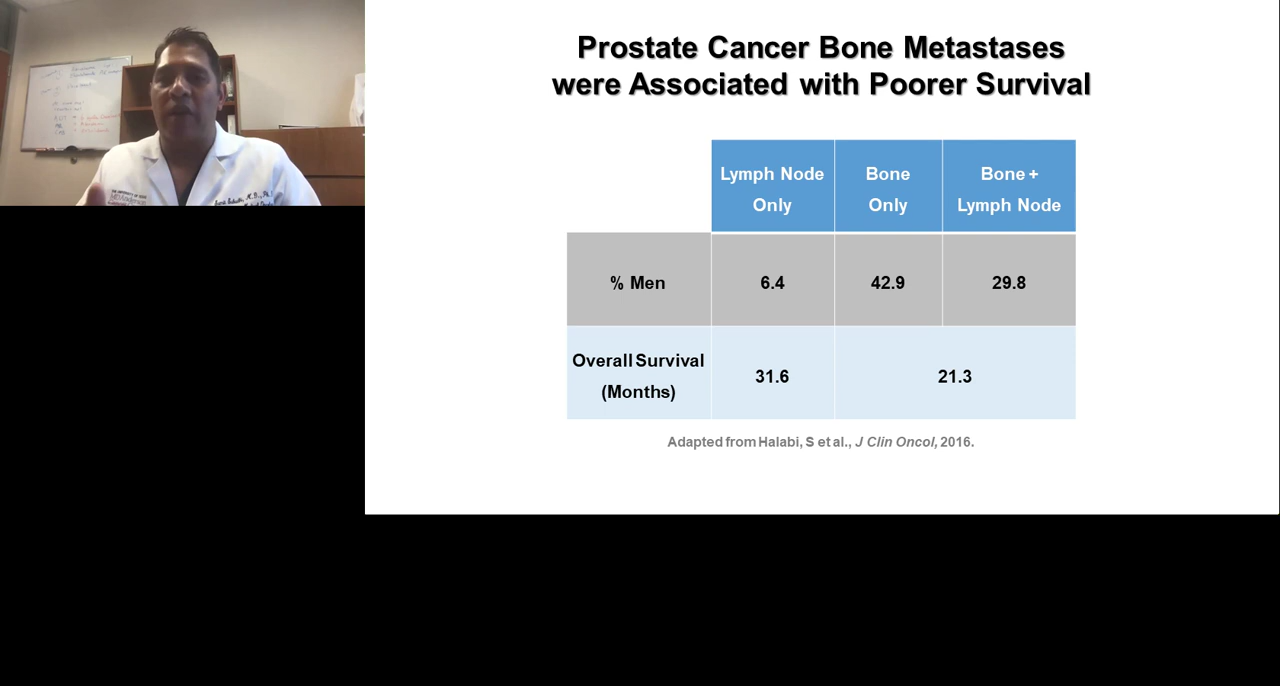 Prostate Cancer Bone Metastases
were Associated with Poorer Survival
Lymph Node
Only
Bone
Only
Bone +
Lymph Node
% Men
6.4
42.9
29.8
Overall Survival
(Months)
31.6
21.3
Adapted from Halabi, S et al., J Clin Oncol, 2016.